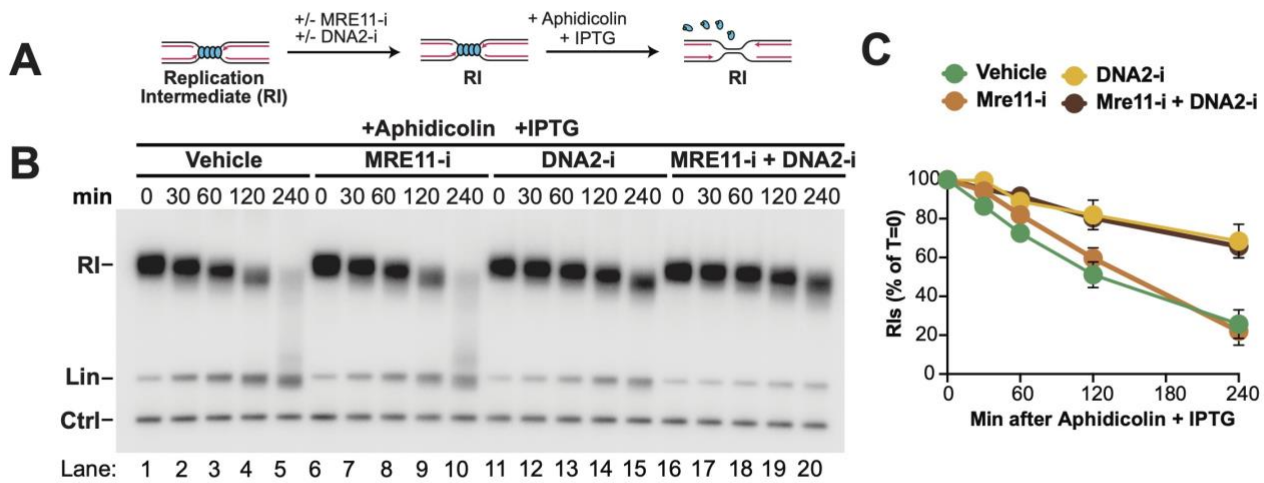 A
+/- MRE11-i
+/- DNA2-i
+ Aphidicolin
+ IPTG
Replication
Intermediate (RI)
RI
RI
B
+Aphidicolin +IPTG
Vehicle MRE11-i DNA2-i MRE11-i + DNA2-i
min 0 30 60 120 240 0 30 60 120 240 0 30 60 120 240 0 30 60 120 240
RI–
Lin–
Ctrl–
Lane: 1 2 3 4 5 6 7 8 9 10 11 12 13 14 15 16 17 18 19 20
C
Vehicle DNA2-i
Mre11-i Mre11-i + DNA2-i
RIs (% of T=0)
100
80
60
40
20
0
0 60 120 180 240
Min after Aphidicolin + IPTG